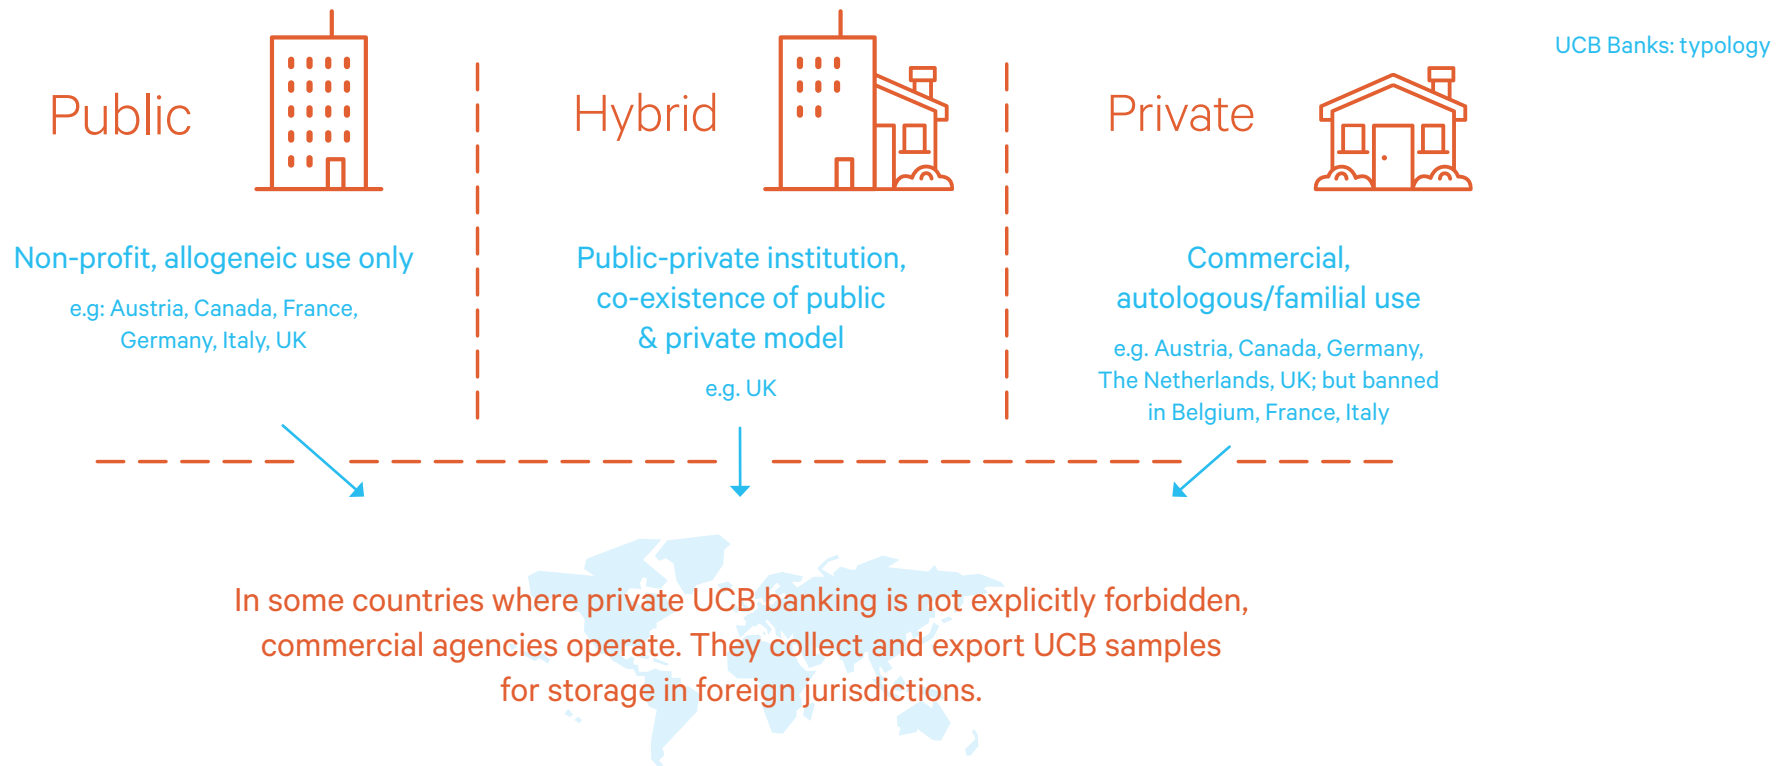 UCB Banks: typology
Public
Non-profit, allogeneic use only
e.g: Austria, Canada, France,
Germany, Italy, UK
Hybrid
Public-private institution,
co-existence of public
& private model
e.g. UK
Private
Commercial,
autologous/familial use
e.g. Austria, Canada, Germany,
The Netherlands, UK; but banned
in Belgium, France, Italy
In some countries where private UCB banking is not explicitly forbidden,
commercial agencies operate. They collect and export UCB samples
for storage in foreign jurisdictions.